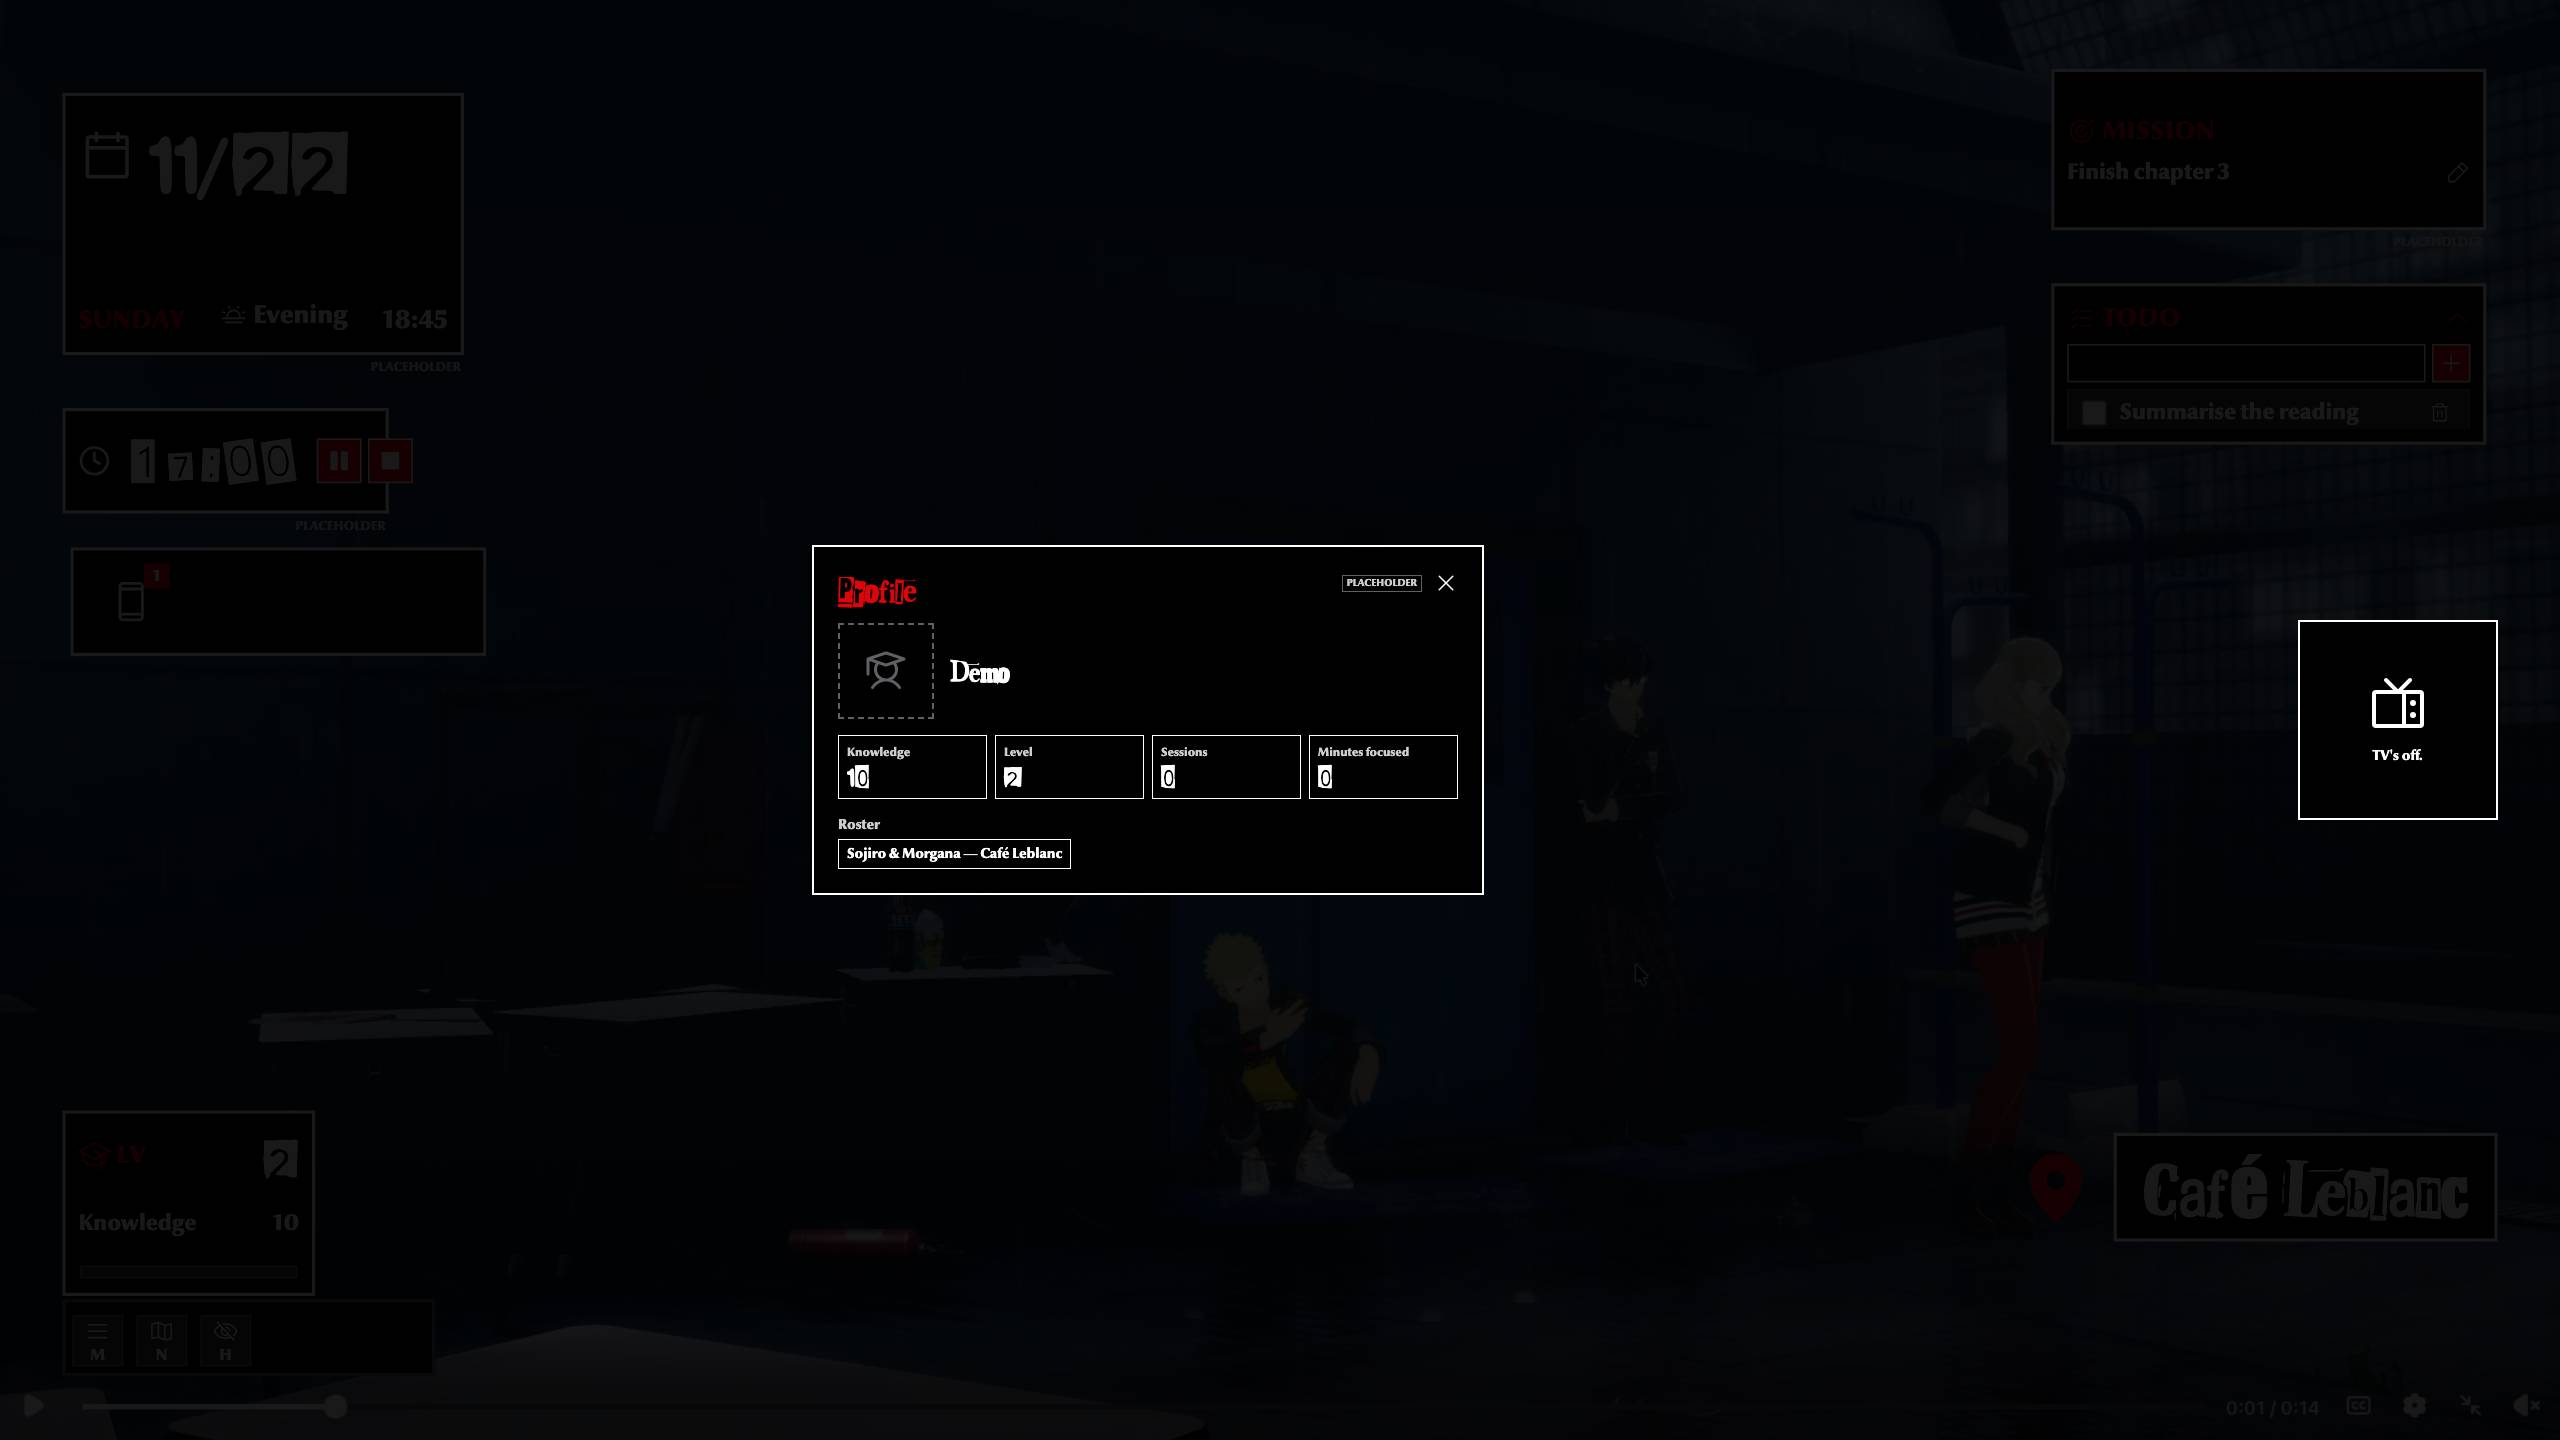 11/22
SUNDAY Evening 18:45
PLACEHOLDER
17:00
PLACEHOLDER
1
MISSION
Finish chapter 3
PLACEHOLDER
TODO
Summarise the reading
Profile
PLACEHOLDER
Demo
Knowledge
10
Level
2
Sessions
0
Minutes focused
0
Roster
Sojiro & Morgana — Café Leblanc
TV's off.
LV 2
Knowledge 10
M N H
Café Leblanc
0:01 / 0:14
CC